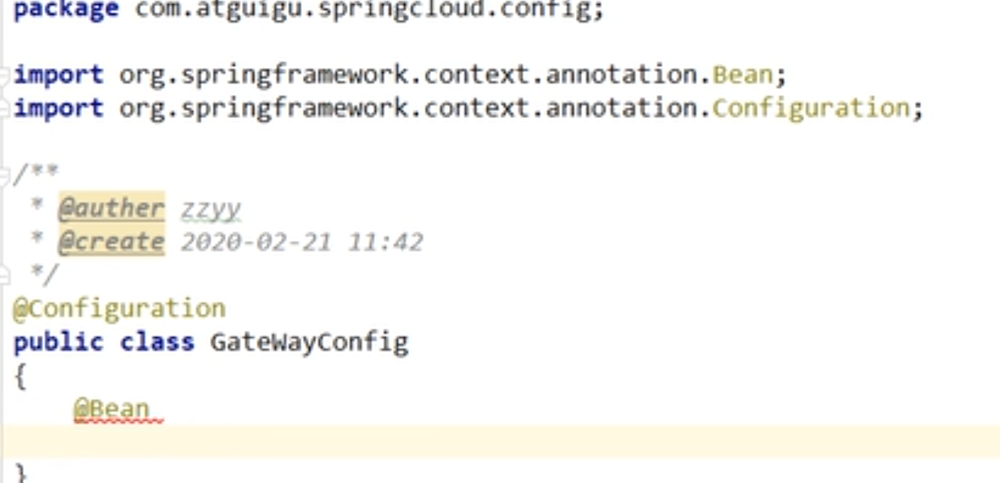 package com.atguigu.springcloud.config;
import org.springframework.context.annotation.Bean;
import org.springframework.context.annotation.Configuration;
/**
 * @auther zzyy
 * @create 2020-02-21 11:42
 */
@Configuration
public class GateWayConfig
{
    @Bean
}